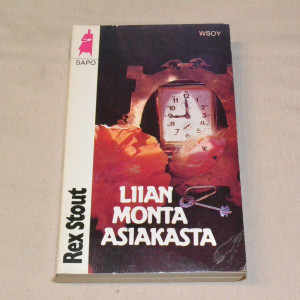 SAPO
WSOY
Rex Stout
LIIAN
MONTA
ASIAKASTA